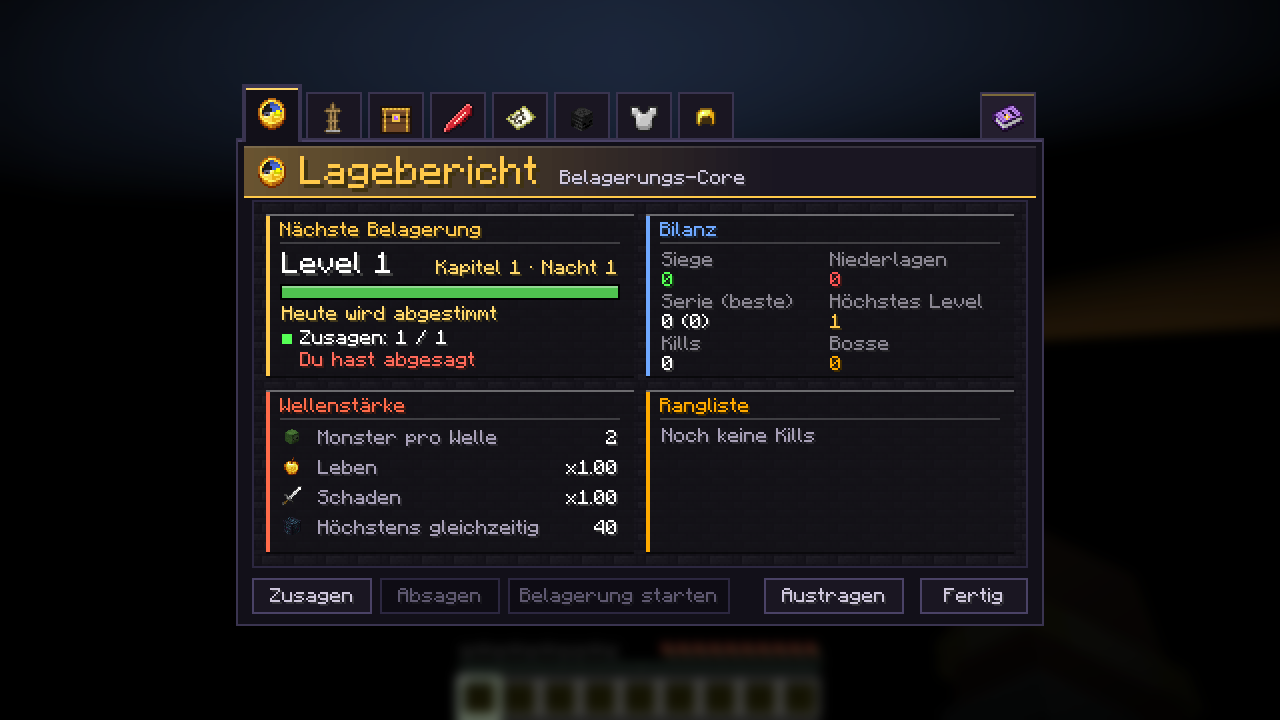 Lagebericht Belagerungs-Core
Nächste Belagerung
Level 1 Kapitel 1 · Nacht 1
Heute wird abgestimmt
Zusagen: 1 / 1
Du hast abgesagt
Bilanz
Siege Niederlagen
0 0
Serie (beste) Höchstes Level
0 (0) 1
Kills Bosse
0 0
Wellenstärke
Monster pro Welle 2
Leben x1.00
Schaden x1.00
Höchstens gleichzeitig 40
Rangliste
Noch keine Kills
Zusagen Absagen Belagerung starten Austragen Fertig